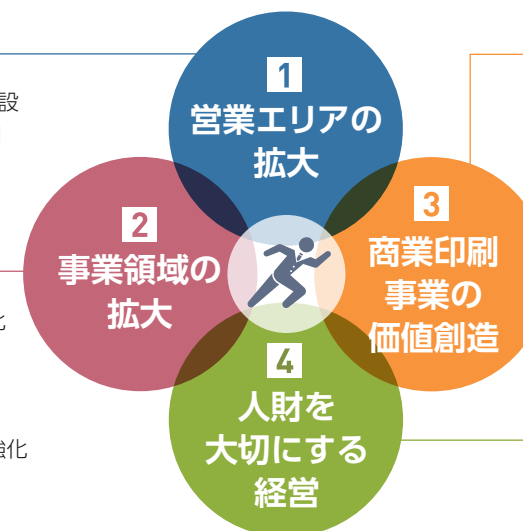 1
営業エリアの
拡大
設
2
事業領域の
拡大
3
商業印刷
事業の
価値創造
4
人財を
大切にする
経営
強化